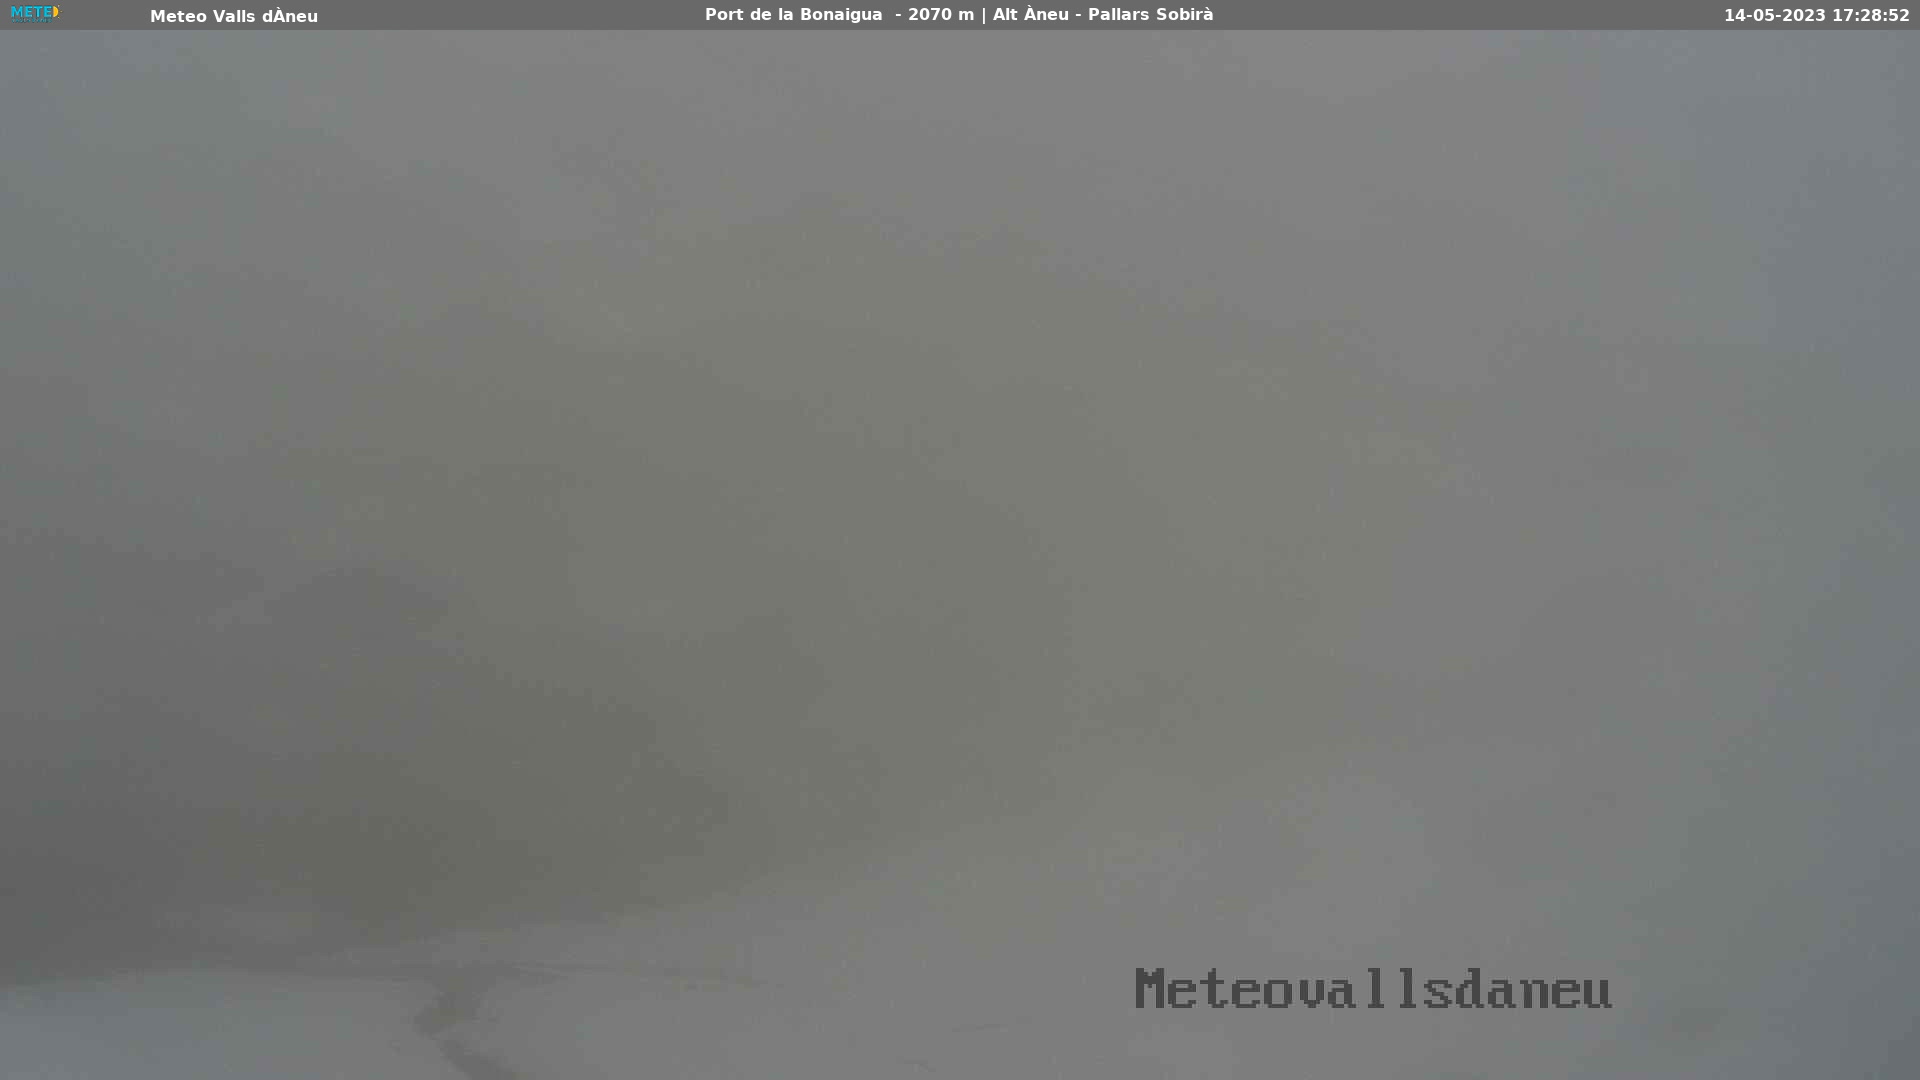 METEO
Meteo Valls dÀneu
Port de la Bonaigua - 2070 m | Alt Àneu - Pallars Sobirà
14-05-2023 17:28:52
Meteovallsdaneu